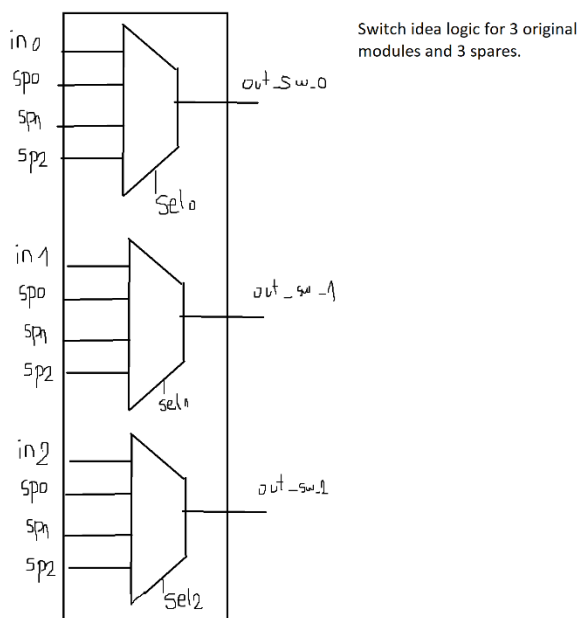 Switch idea logic for 3 original
modules and 3 spares.
in0
sp0
sp1
sp2
out_sw_0
sel0
in1
sp0
sp1
sp2
out_sw_1
sel1
in2
sp0
sp1
sp2
out_sw_2
sel2